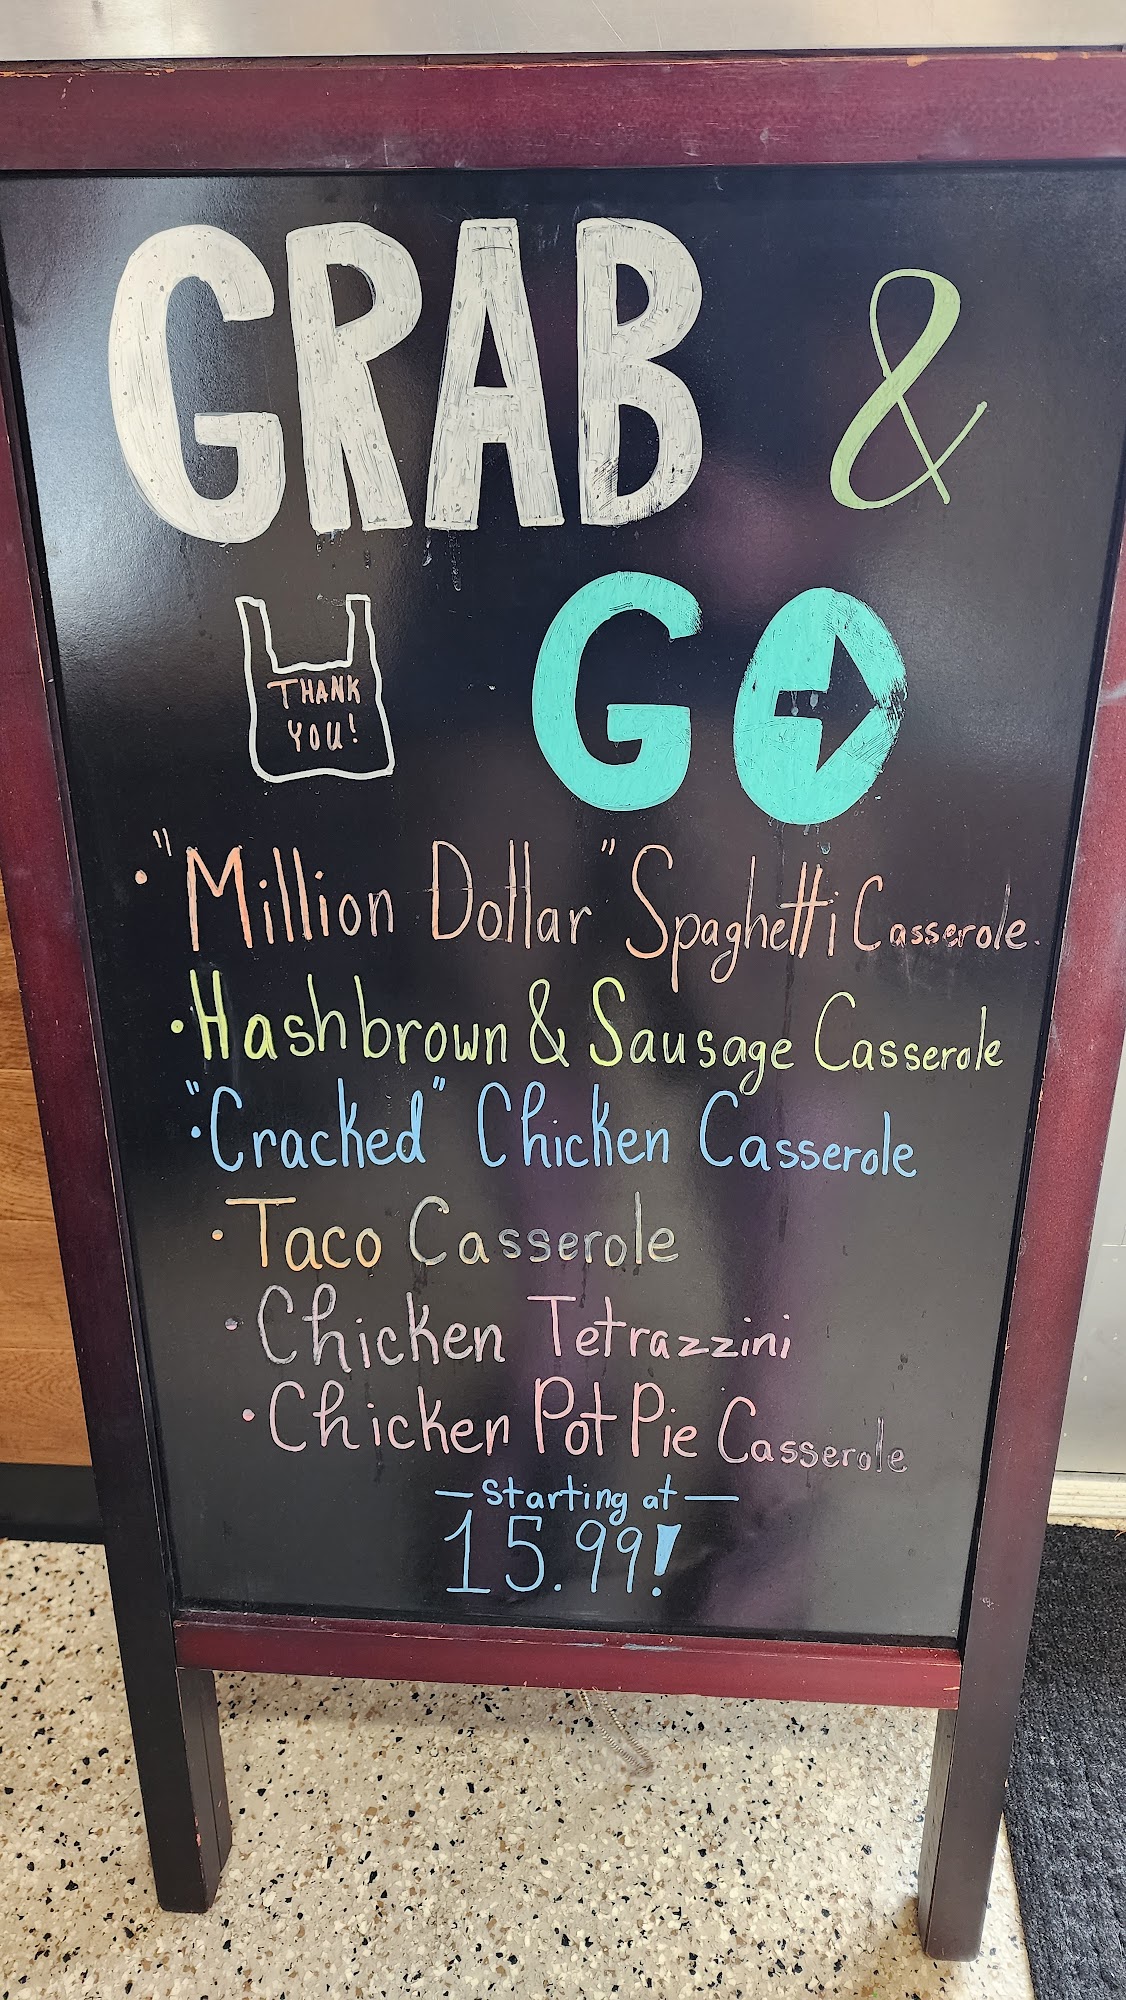 GRAB &
GO
THANK
YOU!
• "Million Dollar" Spaghetti Casserole.
• Hashbrown & Sausage Casserole
• "Cracked" Chicken Casserole
• Taco Casserole
• Chicken Tetrazzini
• Chicken Pot Pie Casserole
— Starting at —
15.99!